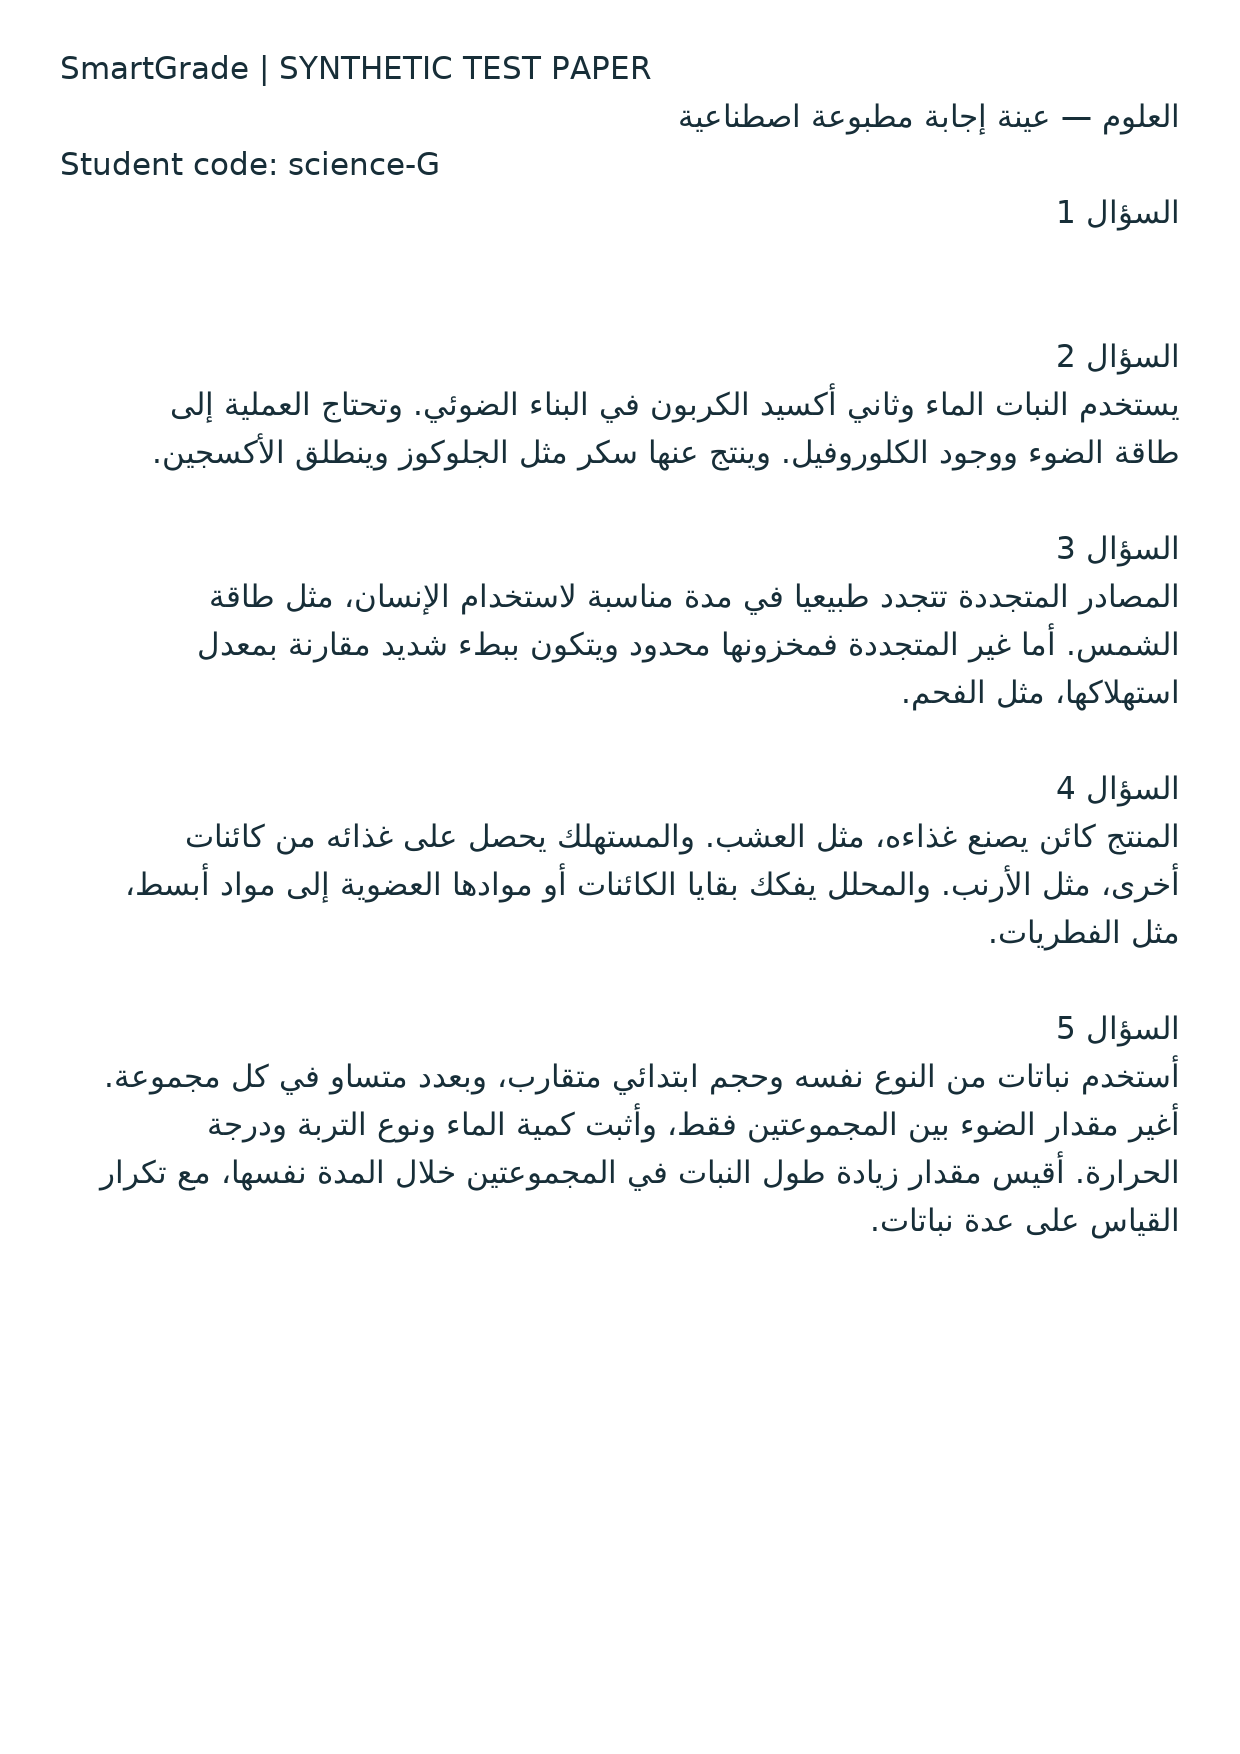 SmartGrade | SYNTHETIC TEST PAPER
العلوم — عينة إجابة مطبوعة اصطناعية
Student code: science-G
السؤال 1
السؤال 2
يستخدم النبات الماء وثاني أكسيد الكربون في البناء الضوئي. وتحتاج العملية إلى
طاقة الضوء ووجود الكلوروفيل. وينتج عنها سكر مثل الجلوكوز وينطلق الأكسجين.
السؤال 3
المصادر المتجددة تتجدد طبيعيا في مدة مناسبة لاستخدام الإنسان، مثل طاقة
الشمس. أما غير المتجددة فمخزونها محدود ويتكون ببطء شديد مقارنة بمعدل
استهلاكها، مثل الفحم.
السؤال 4
المنتج كائن يصنع غذاءه، مثل العشب. والمستهلك يحصل على غذائه من كائنات
أخرى، مثل الأرنب. والمحلل يفكك بقايا الكائنات أو موادها العضوية إلى مواد أبسط،
مثل الفطريات.
السؤال 5
أستخدم نباتات من النوع نفسه وحجم ابتدائي متقارب، وبعدد متساو في كل مجموعة.
أغير مقدار الضوء بين المجموعتين فقط، وأثبت كمية الماء ونوع التربة ودرجة
الحرارة. أقيس مقدار زيادة طول النبات في المجموعتين خلال المدة نفسها، مع تكرار
القياس على عدة نباتات.